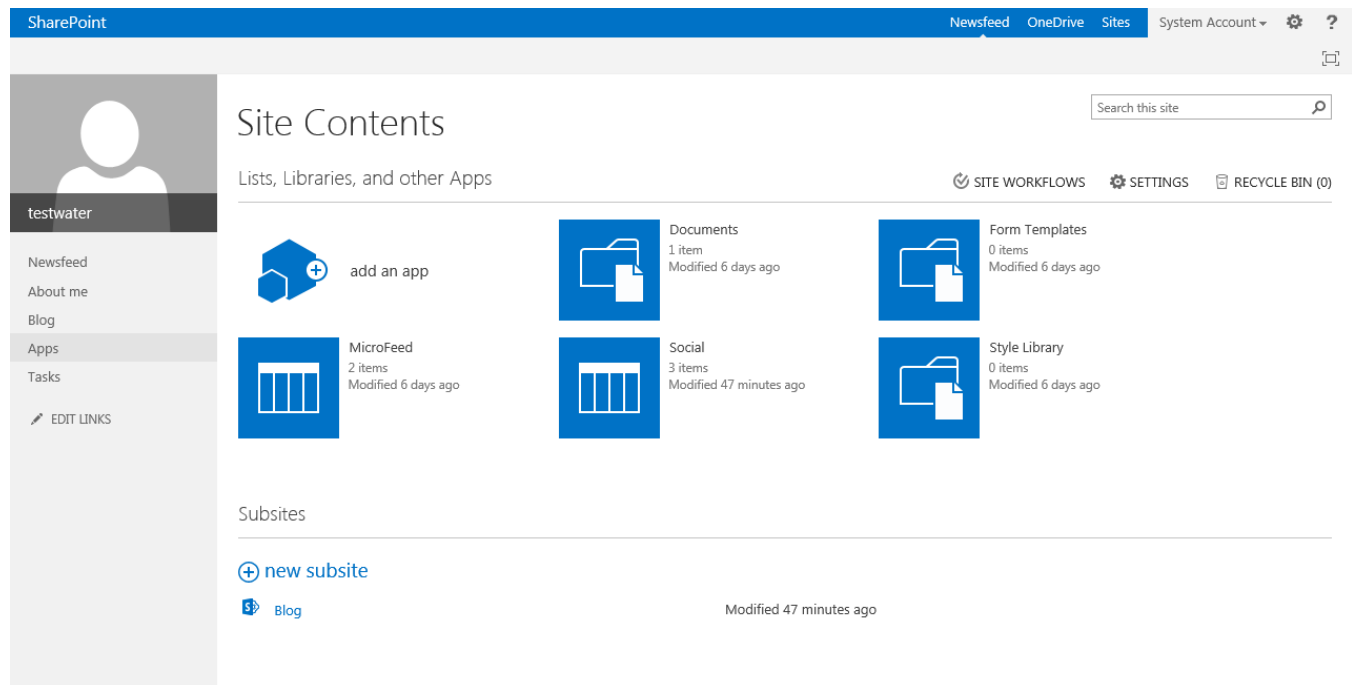 SharePoint
Newsfeed OneDrive Sites System Account ?
testwater
Newsfeed
About me
Blog
Apps
Tasks
EDIT LINKS
Site Contents
Search this site
Lists, Libraries, and other Apps
SITE WORKFLOWS SETTINGS RECYCLE BIN (0)
add an app
Documents
1 item
Modified 6 days ago
Form Templates
0 items
Modified 6 days ago
MicroFeed
2 items
Modified 6 days ago
Social
3 items
Modified 47 minutes ago
Style Library
0 items
Modified 6 days ago
Subsites
new subsite
Blog Modified 47 minutes ago